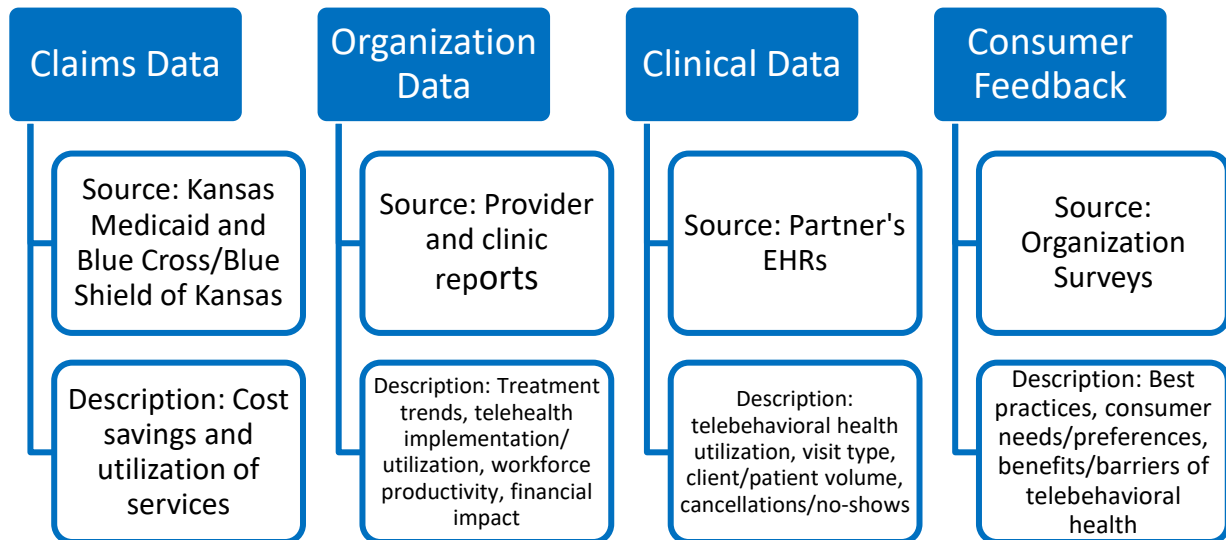 Claims Data
Source: Kansas
Medicaid and
Blue Cross/Blue
Shield of Kansas
Description: Cost
savings and
utilization of
services
Organization
Data
Source: Provider
and clinic
reports
Description: Treatment
trends, telehealth
implementation/
utilization, workforce
productivity, financial
impact
Clinical Data
Source: Partner's
EHRs
Description:
telebehavioral health
utilization, visit type,
client/patient volume,
cancellations/no-shows
Consumer
Feedback
Source:
Organization
Surveys
Description: Best
practices, consumer
needs/preferences,
benefits/barriers of
telebehavioral
health